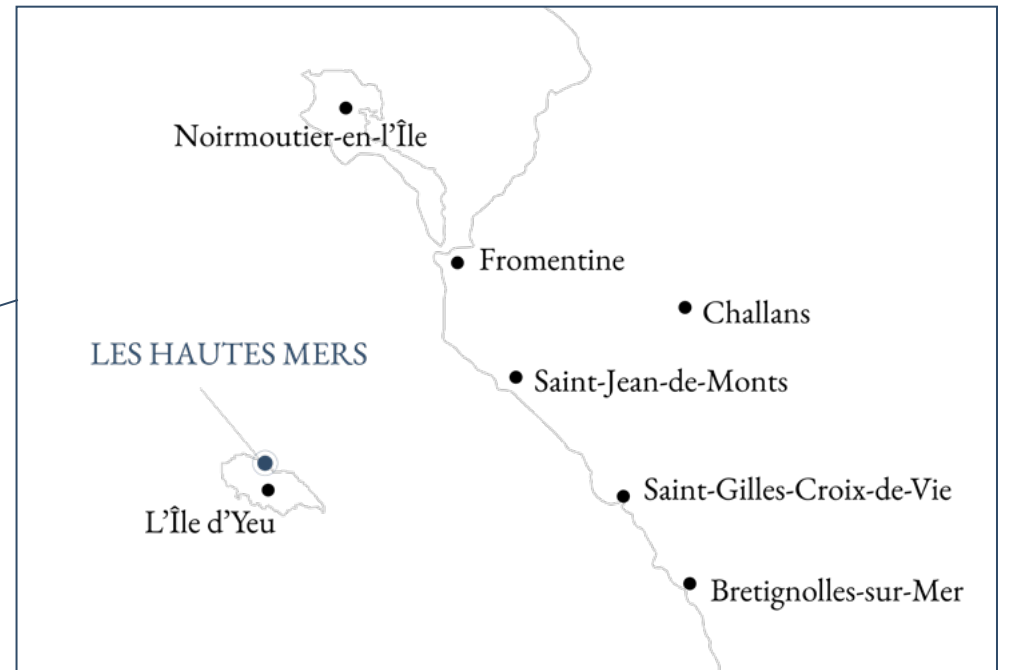 Noirmoutier-en-l’Île
Fromentine
Challans
LES HAUTES MERS
Saint-Jean-de-Monts
Saint-Gilles-Croix-de-Vie
L’Île d’Yeu
Bretignolles-sur-Mer